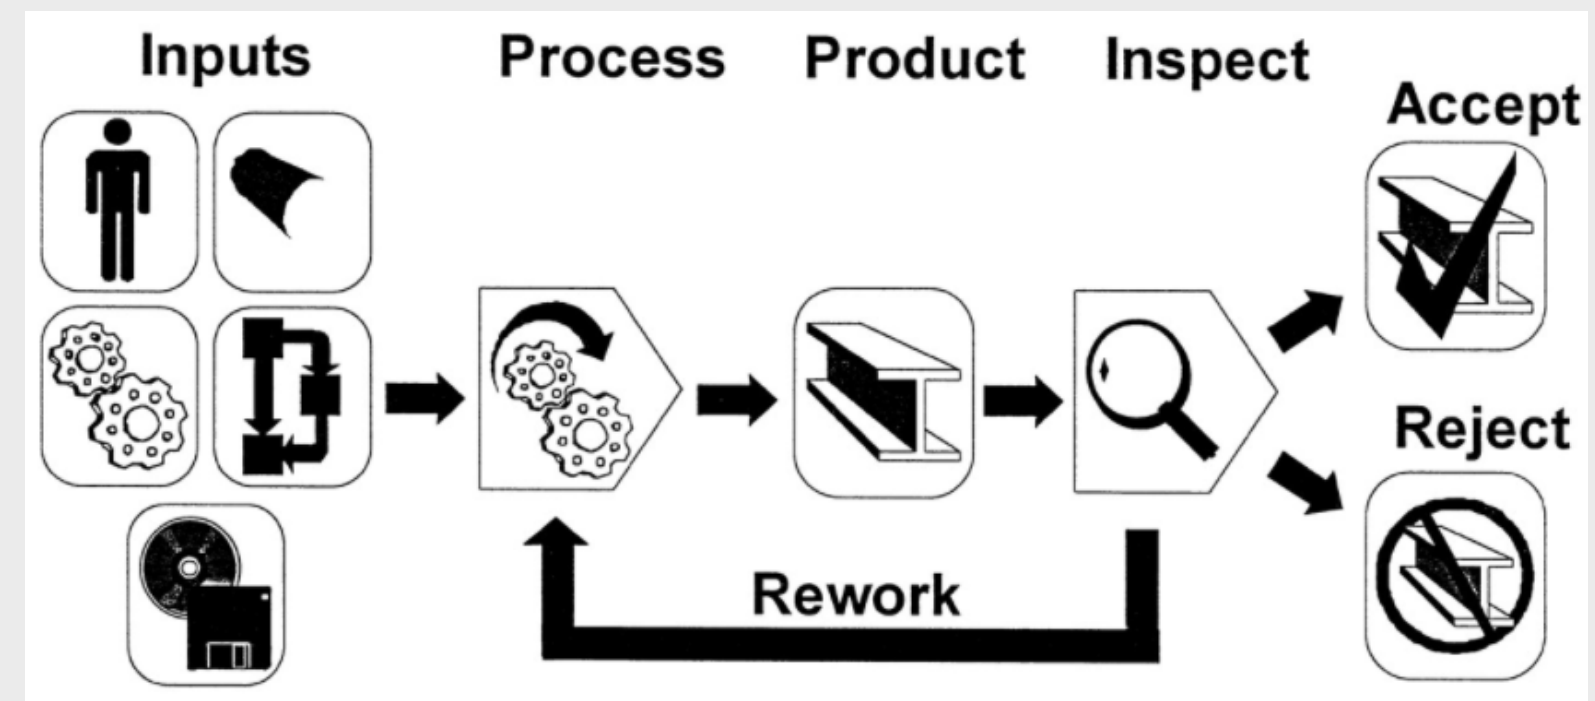 Inputs
Process
Product
Inspect
Accept
Reject
Rework